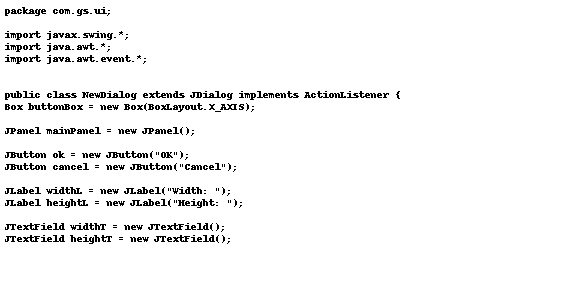 package com.gs.ui;
import javax.swing.*;
import java.awt.*;
import java.awt.event.*;
public class NewDialog extends JDialog implements ActionListener {
Box buttonBox = new Box(BoxLayout.X_AXIS);
JPanel mainPanel = new JPanel();
JButton ok = new JButton("OK");
JButton cancel = new JButton("Cancel");
JLabel widthL = new JLabel("Width: ");
JLabel heightL = new JLabel("Height: ");
JTextField widthT = new JTextField();
JTextField heightT = new JTextField();